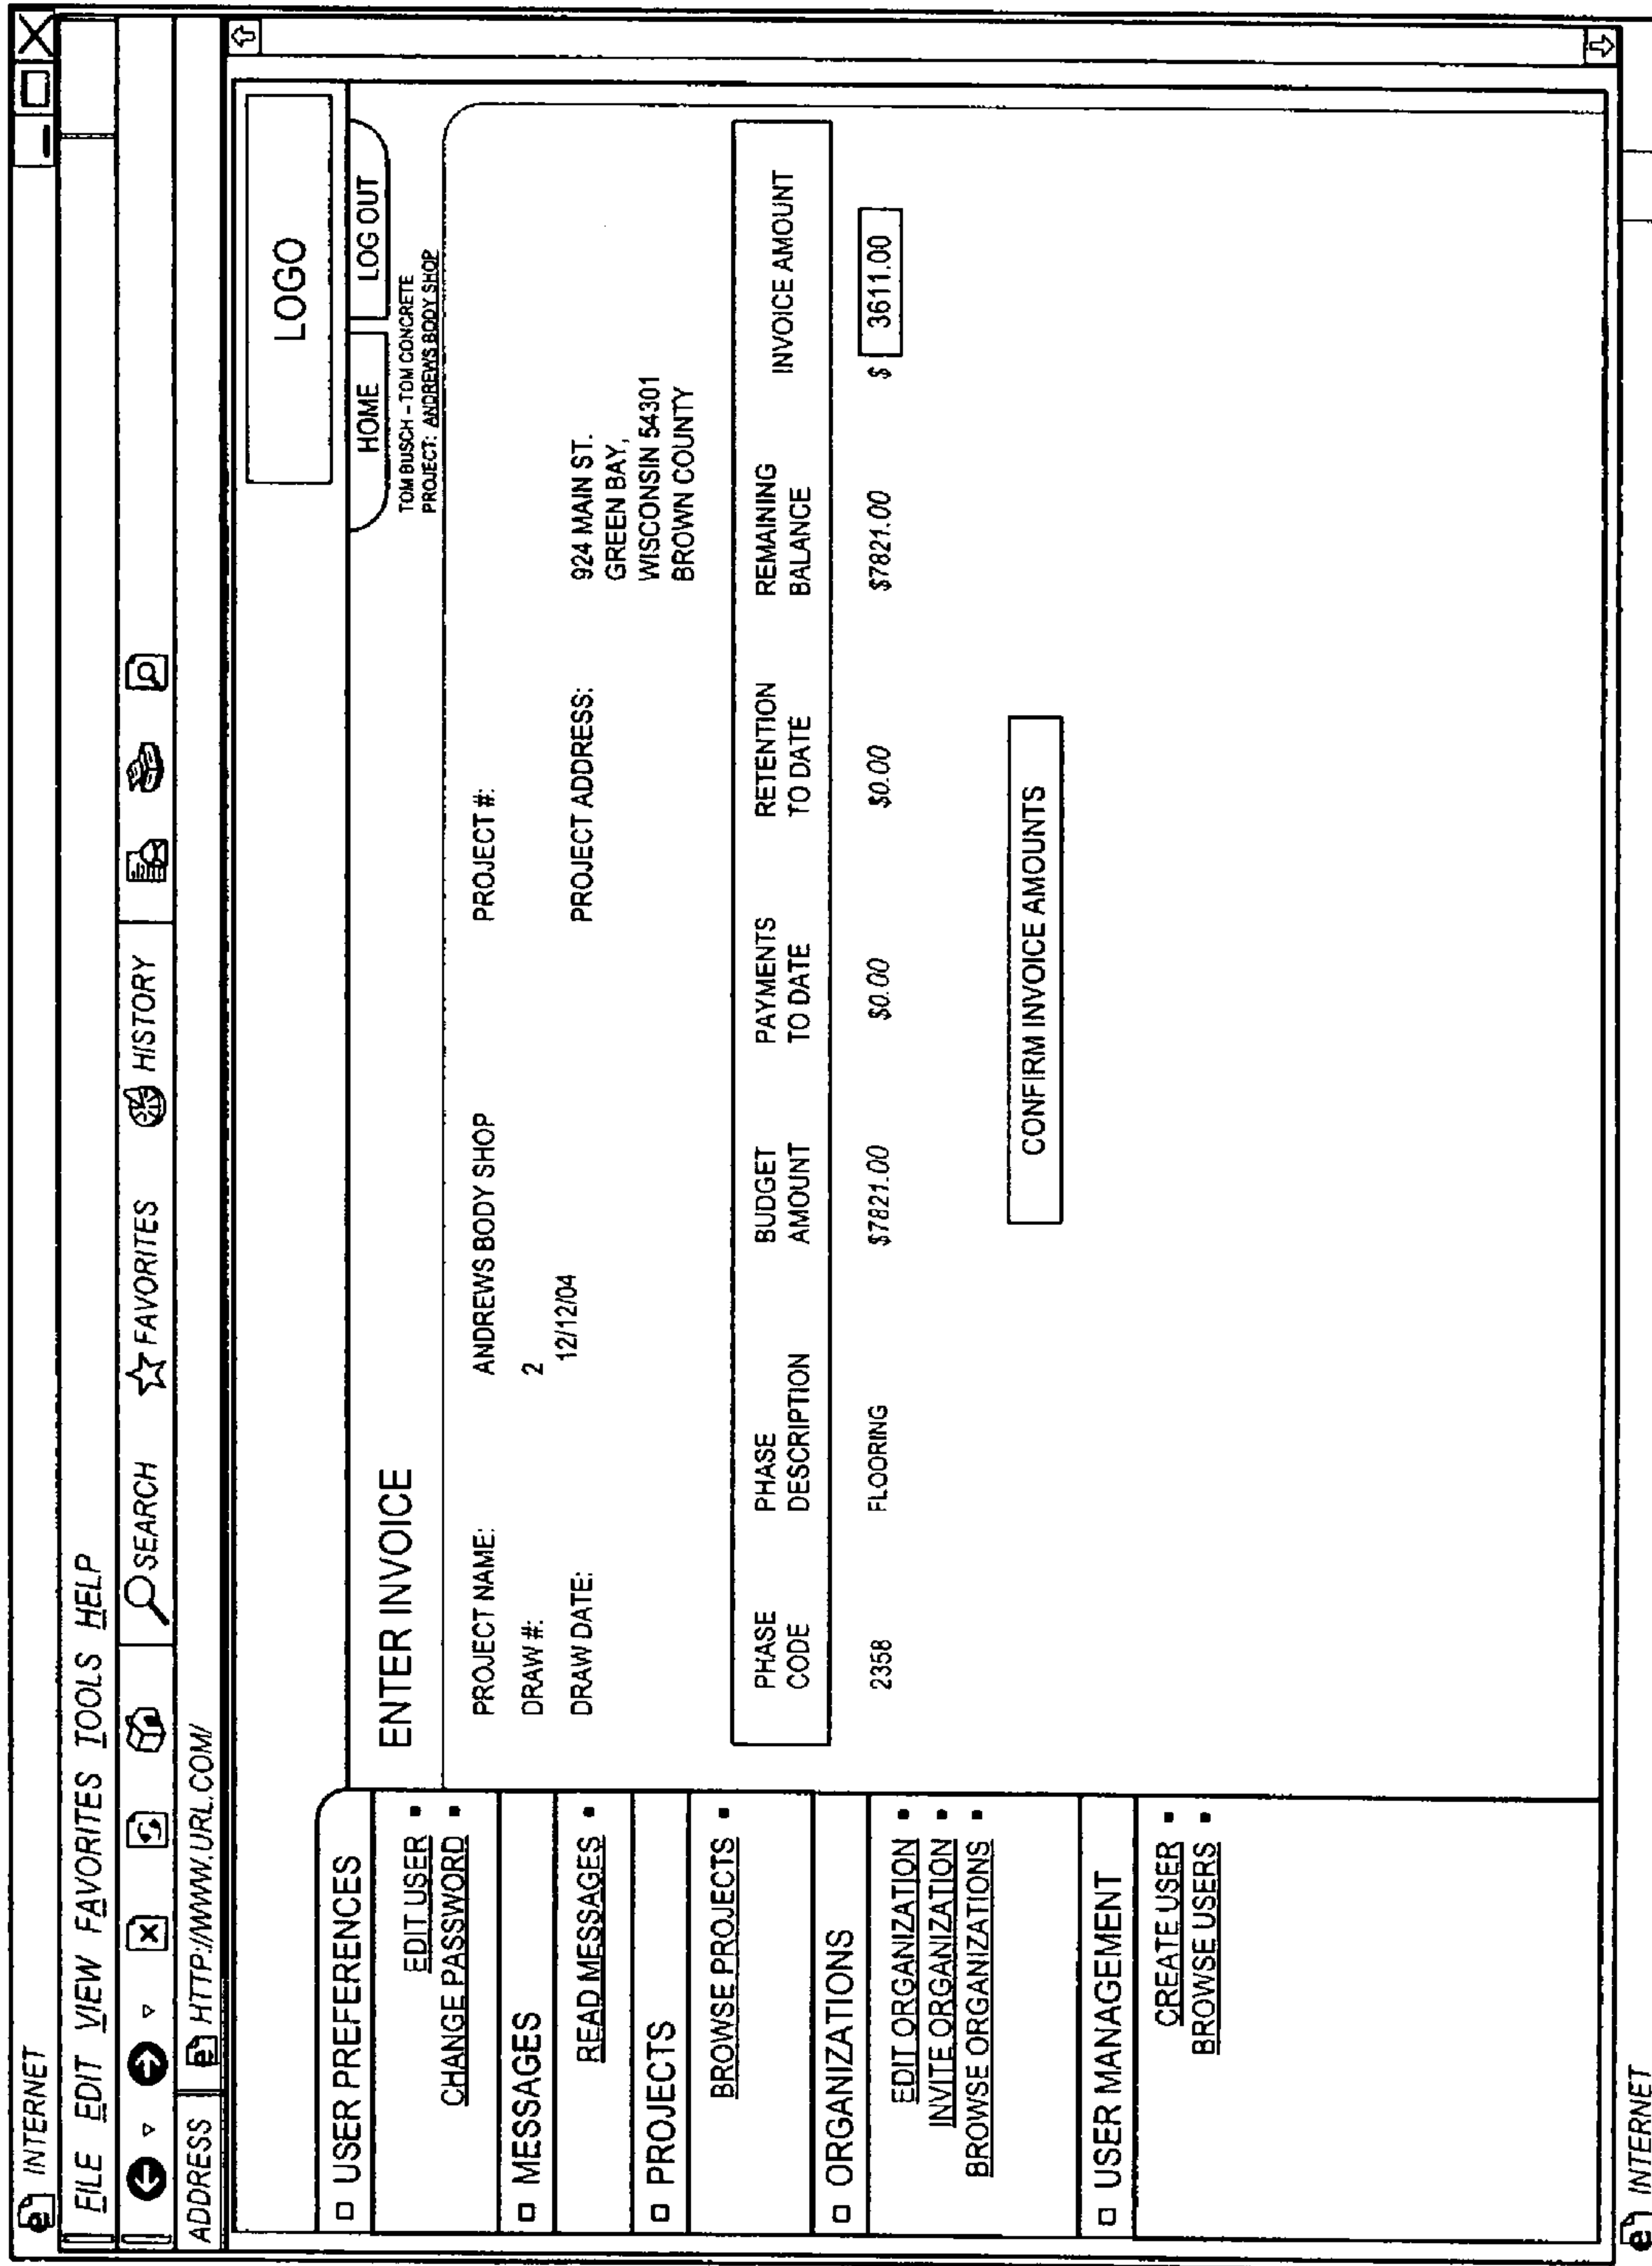 INTERNET
FILE EDIT VIEW FAVORITES TOOLS HELP
SEARCH FAVORITES HISTORY
ADDRESS HTTP://WWW.URL.COM/
LOGO
HOME LOG OUT
TOM BUSCH – TOM CONCRETE
PROJECT: ANDREWS BODY SHOP
USER PREFERENCES
EDIT USER
CHANGE PASSWORD
MESSAGES
READ MESSAGES
PROJECTS
BROWSE PROJECTS
ORGANIZATIONS
EDIT ORGANIZATION
INVITE ORGANIZATION
BROWSE ORGANIZATIONS
USER MANAGEMENT
CREATE USER
BROWSE USERS
ENTER INVOICE
PROJECT NAME: ANDREWS BODY SHOP PROJECT #:
DRAW #: 2
DRAW DATE: 12/12/04 PROJECT ADDRESS: 924 MAIN ST.
GREEN BAY,
WISCONSIN 54301
BROWN COUNTY
PHASE PHASE BUDGET PAYMENTS RETENTION REMAINING INVOICE AMOUNT
CODE DESCRIPTION AMOUNT TO DATE TO DATE BALANCE
2358 FLOORING $7821.00 $0.00 $0.00 $7821.00 $ 3611.00
CONFIRM INVOICE AMOUNTS
INTERNET